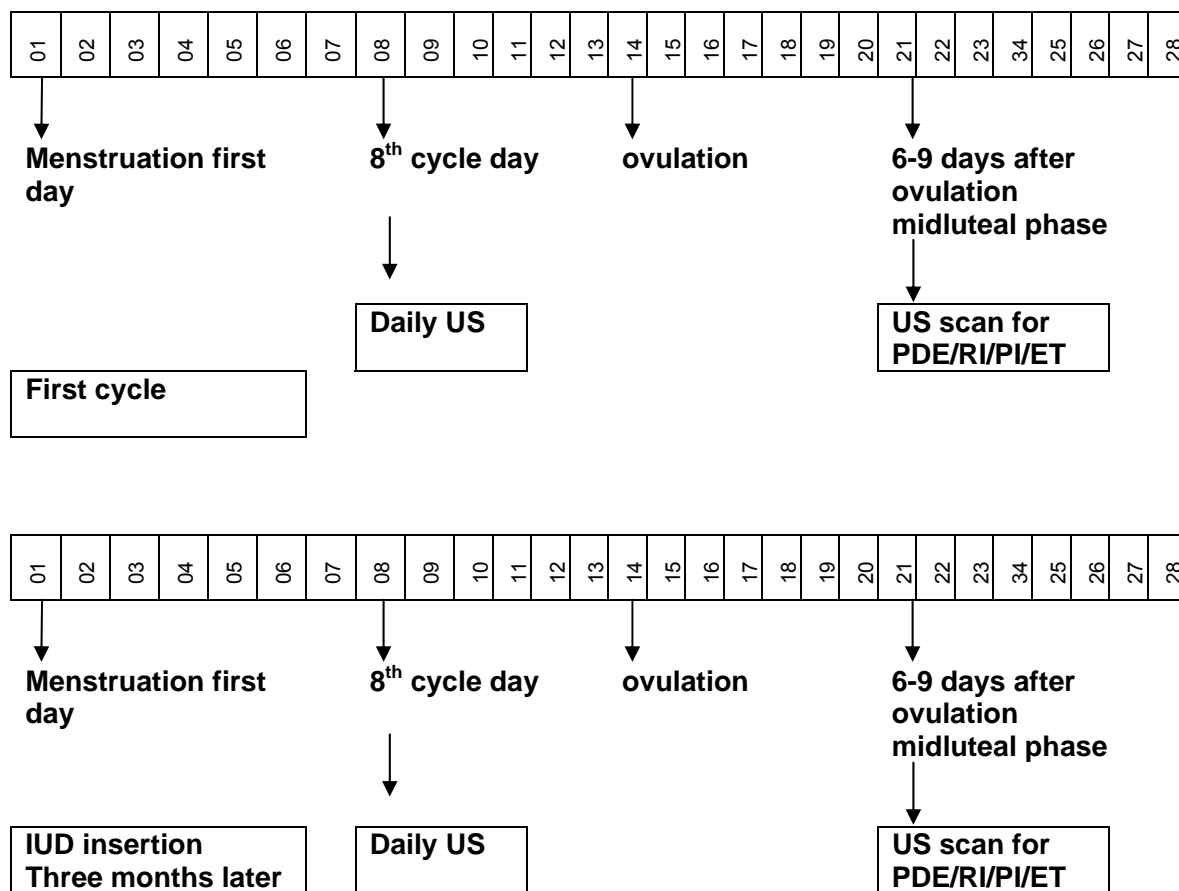 01 02 03 04 05 06 07 08 09 10 11 12 13 14 15 16 17 18 19 20 21 22 23 34 25 26 27 28
Menstruation first
day
8th cycle day
ovulation
6-9 days after
ovulation
midluteal phase
Daily US
US scan for
PDE/RI/PI/ET
First cycle
01 02 03 04 05 06 07 08 09 10 11 12 13 14 15 16 17 18 19 20 21 22 23 34 25 26 27 28
Menstruation first
day
8th cycle day
ovulation
6-9 days after
ovulation
midluteal phase
IUD insertion
Three months later
Daily US
US scan for
PDE/RI/PI/ET